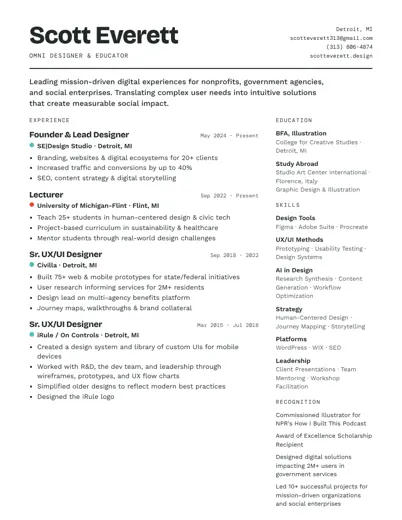 Scott Everett
OMNI DESIGNER & EDUCATOR
Detroit, MI
scotteverett313@gmail.com
(313) 806-4874
scotteverett.design
Leading mission-driven digital experiences for nonprofits, government agencies,
and social enterprises. Translating complex user needs into intuitive solutions
that create measurable social impact.
EXPERIENCE
Founder & Lead Designer
May 2024 - Present
SE|Design Studio · Detroit, MI
• Branding, websites & digital ecosystems for 20+ clients
• Increased traffic and conversions by up to 40%
• SEO, content strategy & digital storytelling
Lecturer
Sep 2022 - Present
University of Michigan-Flint · Flint, MI
• Teach 25+ students in human-centered design & civic tech
• Project-based curriculum in sustainability & healthcare
• Mentor students through real-world design challenges
Sr. UX/UI Designer
Sep 2018 - 2022
Civilla · Detroit, MI
• Built 75+ web & mobile prototypes for state/federal initiatives
• User research informing services for 2M+ residents
• Design lead on multi-agency benefits platform
• Journey maps, walkthroughs & brand collateral
Sr. UX/UI Designer
Mar 2015 - Jul 2018
iRule / On Controls · Detroit, MI
• Created a design system and library of custom UIs for mobile
devices
• Worked with R&D, the dev team, and leadership through
wireframes, prototypes, and UX flow charts
• Simplified older designs to reflect modern best practices
• Designed the iRule logo
EDUCATION
BFA, Illustration
College for Creative Studies ·
Detroit, MI
Study Abroad
Studio Art Center International ·
Florence, Italy
Graphic Design & Illustration
SKILLS
Design Tools
Figma · Adobe Suite · Procreate
UX/UI Methods
Prototyping · Usability Testing ·
Design Systems
AI in Design
Research Synthesis · Content
Generation · Workflow
Optimization
Strategy
Human-Centered Design ·
Journey Mapping · Storytelling
Platforms
WordPress · WIX · SEO
Leadership
Client Presentations · Team
Mentoring · Workshop
Facilitation
RECOGNITION
Commissioned Illustrator for
NPR's How I Built This Podcast
Award of Excellence Scholarship
Recipient
Designed digital solutions
impacting 2M+ users in
government services
Led 10+ successful projects for
mission-driven organizations
and social enterprises